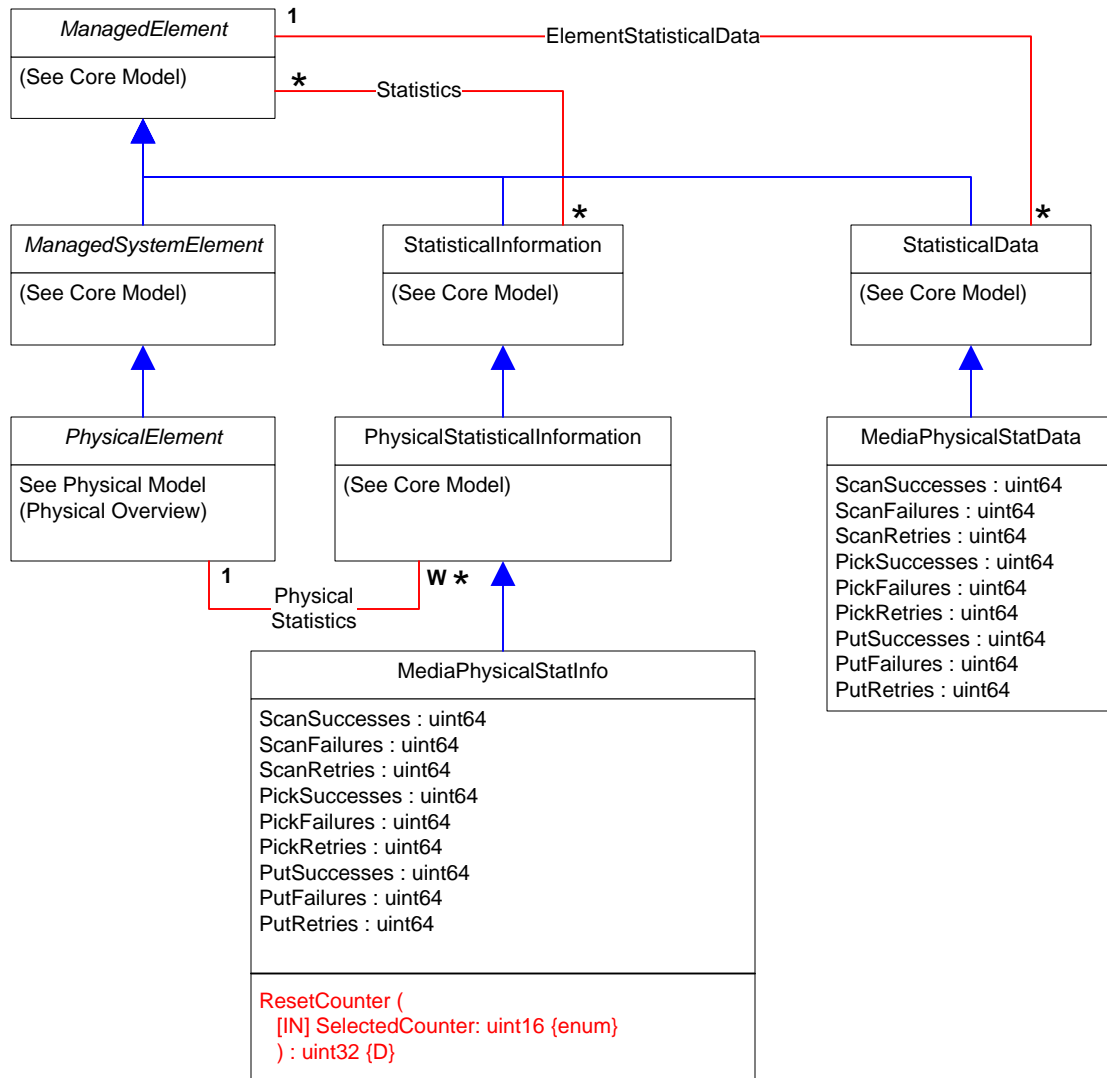 ManagedElement
(See Core Model)
1
ElementStatisticalData
*
Statistics
*
*
ManagedSystemElement
(See Core Model)
StatisticalInformation
(See Core Model)
StatisticalData
(See Core Model)
PhysicalElement
See Physical Model
(Physical Overview)
PhysicalStatisticalInformation
(See Core Model)
MediaPhysicalStatData
ScanSuccesses : uint64
ScanFailures : uint64
ScanRetries : uint64
PickSuccesses : uint64
PickFailures : uint64
PickRetries : uint64
PutSuccesses : uint64
PutFailures : uint64
PutRetries : uint64
1
Physical
Statistics
W *
MediaPhysicalStatInfo
ScanSuccesses : uint64
ScanFailures : uint64
ScanRetries : uint64
PickSuccesses : uint64
PickFailures : uint64
PickRetries : uint64
PutSuccesses : uint64
PutFailures : uint64
PutRetries : uint64
ResetCounter (
[IN] SelectedCounter: uint16 {enum}
) : uint32 {D}